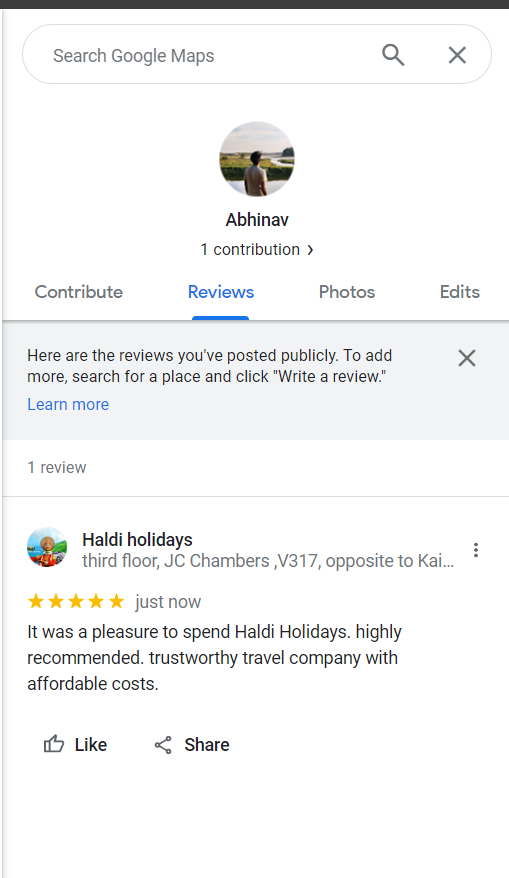 Search Google Maps
Abhinav
1 contribution ›
Contribute Reviews Photos Edits
Here are the reviews you've posted publicly. To add
more, search for a place and click "Write a review."
Learn more
1 review
Haldi holidays
third floor, JC Chambers ,V317, opposite to Kai...
just now
It was a pleasure to spend Haldi Holidays. highly
recommended. trustworthy travel company with
affordable costs.
Like Share